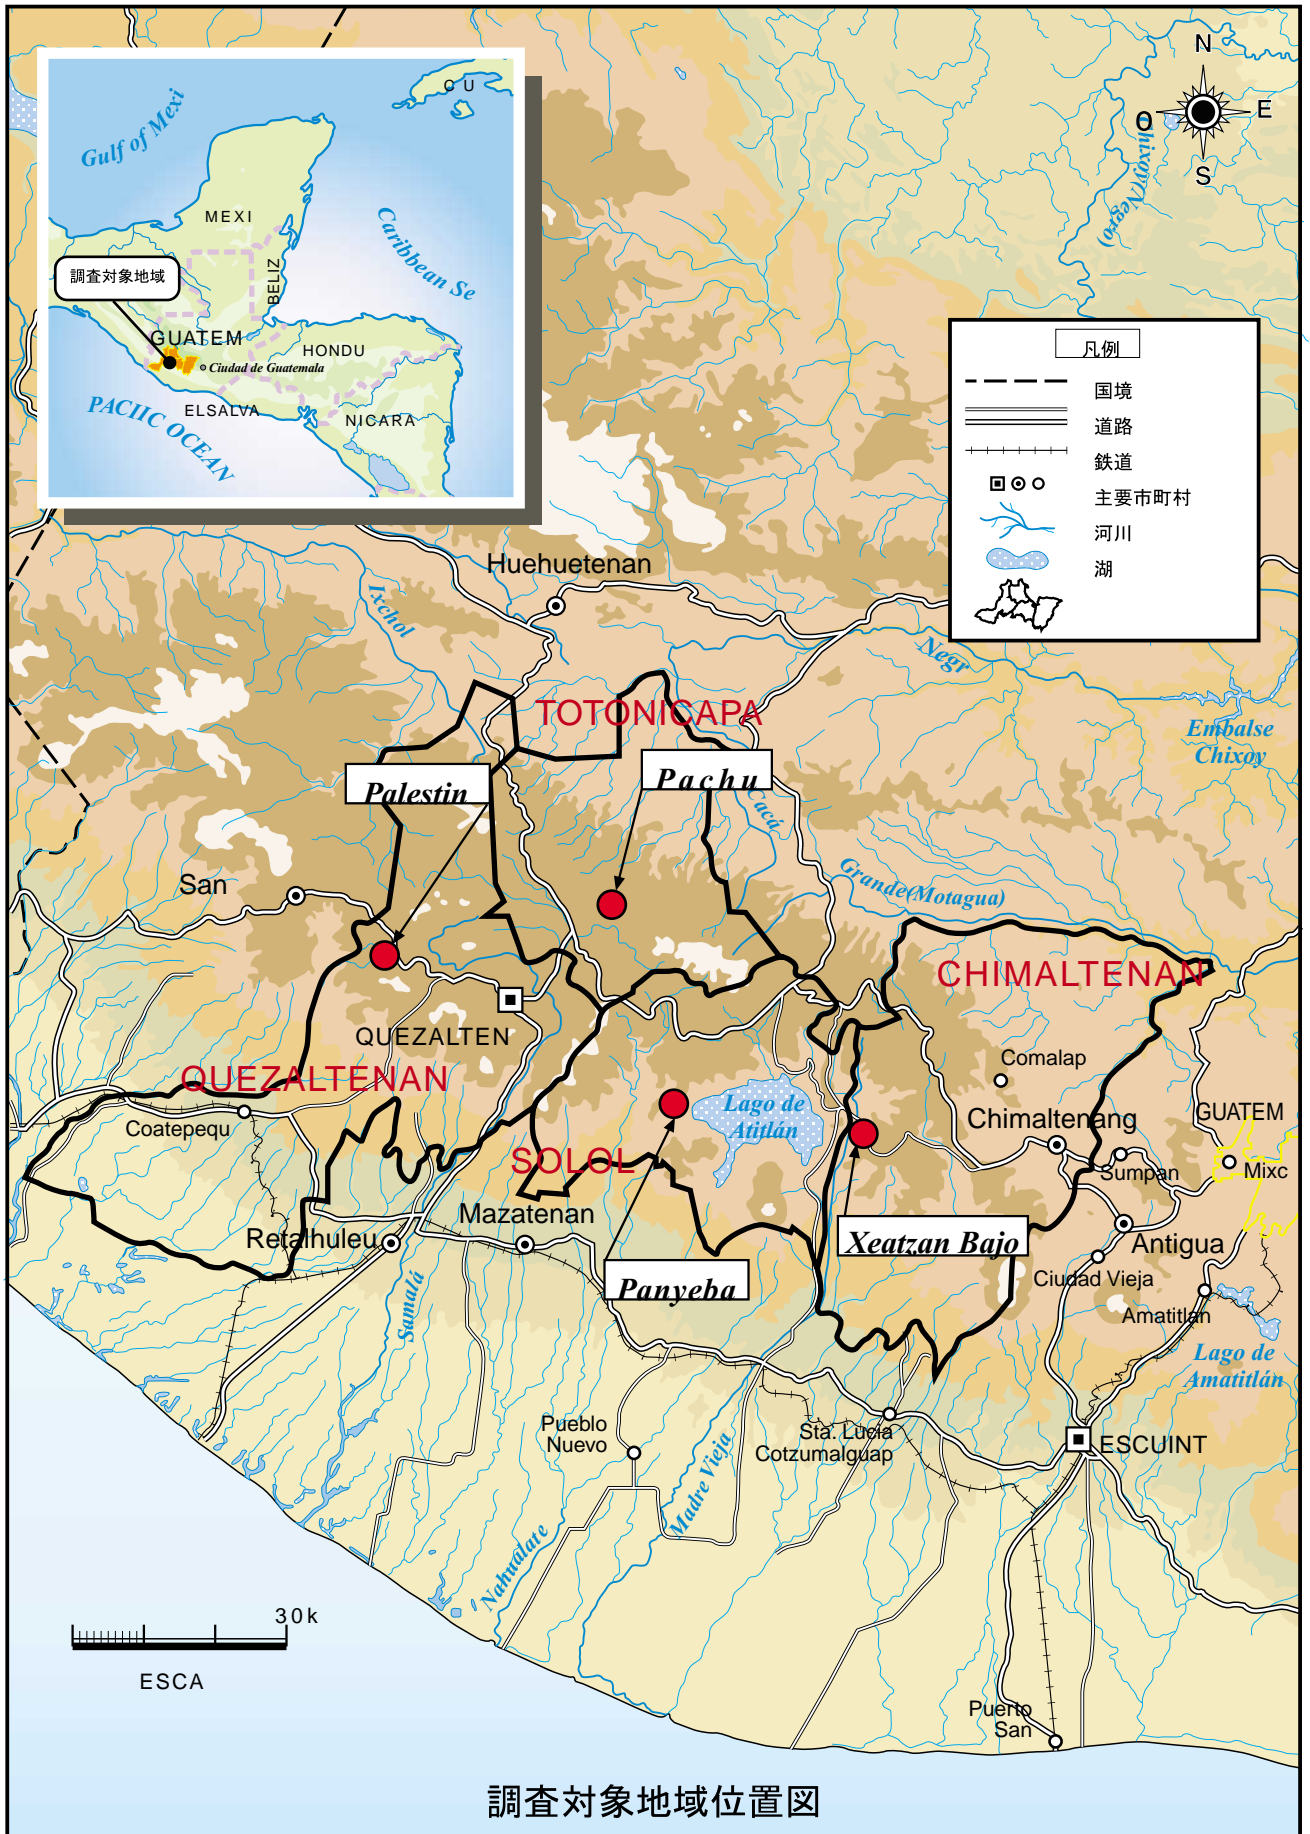 C U
Gulf of Mexi
MEXI
Caribbean Se
BELIZ
調査対象地域
GUATEM
HONDU
Ciudad de Guatemala
PACIIC OCEAN
ELSALVA
NICARA
N
O
E
S
Chixoy(Negro)
凡例
国境
道路
鉄道
主要市町村
河川
湖
Huehuetenan
Ixchol
Negr
TOTONICAPA
Embalse
Chixoy
Palestin
Pachu
Cacá
San
Grande(Motagua)
CHIMALTENAN
QUEZALTEN
QUEZALTENAN
Comalap
Coatepequ
Lago de
Atitlán
Chimaltenang
GUATEM
SOLOL
Sumpan
Mixc
Mazatenan
Retalhuleu
Xeatzan Bajo
Antigua
Panyeba
Ciudad Vieja
Samalá
Amatitlan
Lago de
Amatitlán
Pueblo
Nuevo
Madre Vieja
Sta. Lucia
Cotzumalguap
ESCUINT
Nahualate
30k
ESCA
Puerto
San
調査対象地域位置図